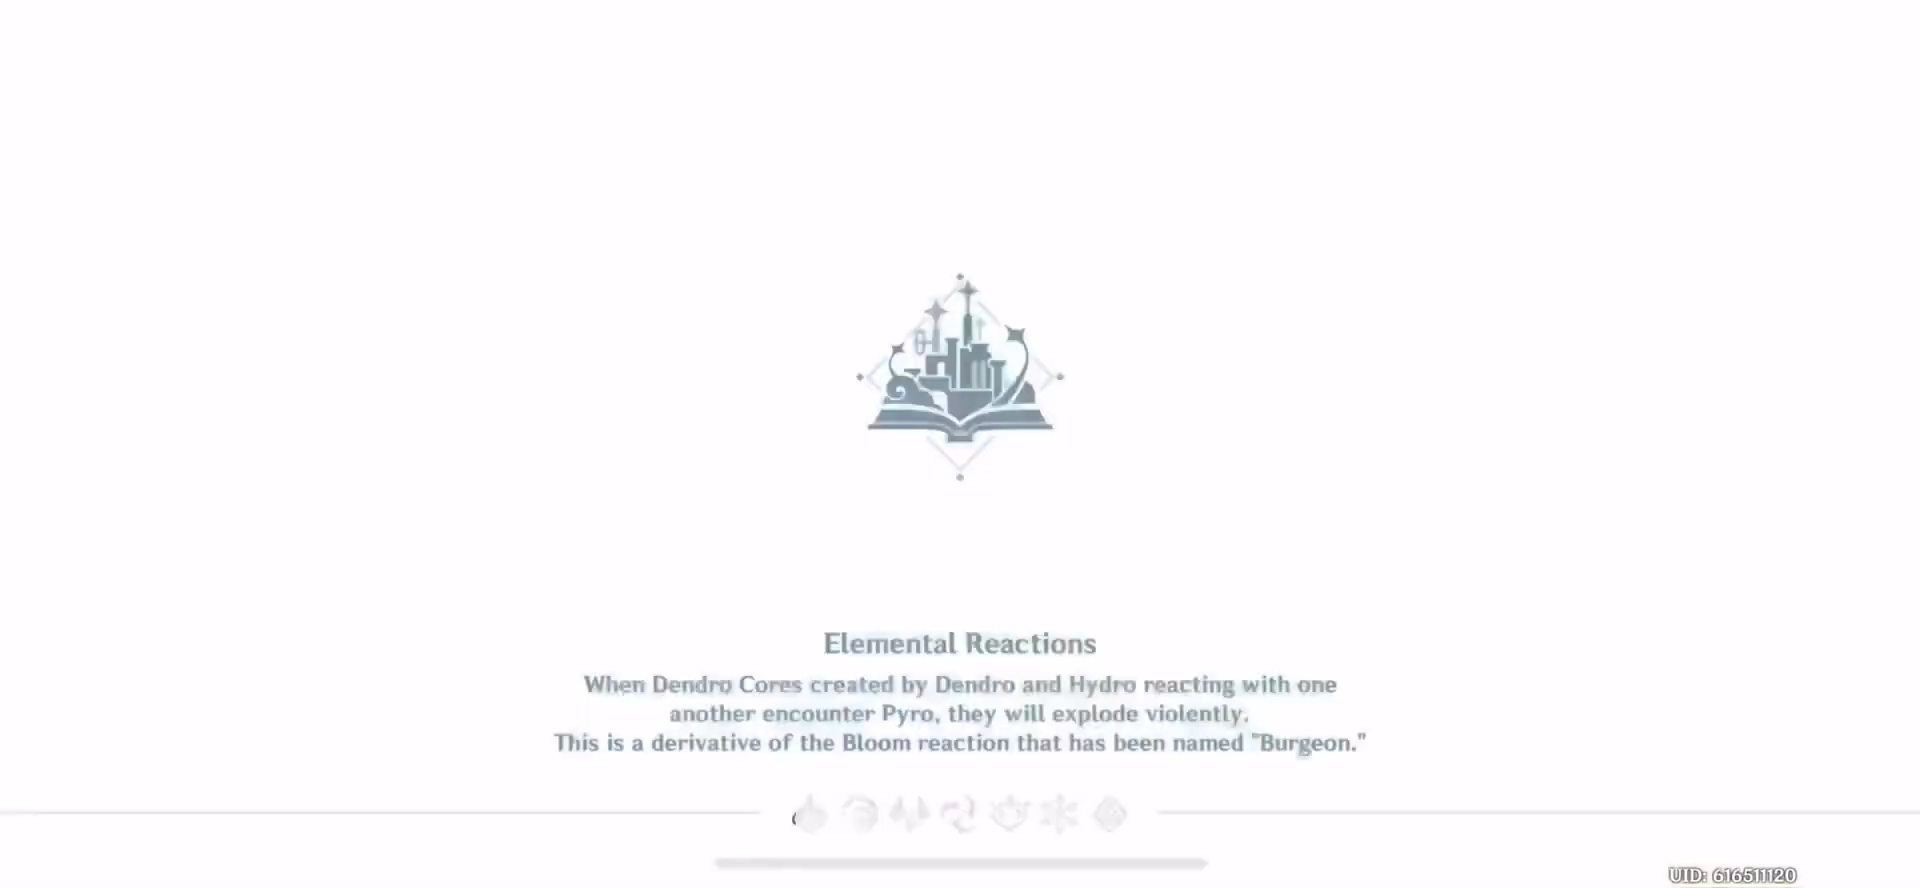 Elemental Reactions
When Dendro Cores created by Dendro and Hydro reacting with one
another encounter Pyro, they will explode violently.
This is a derivative of the Bloom reaction that has been named "Burgeon."
UID: 616511120